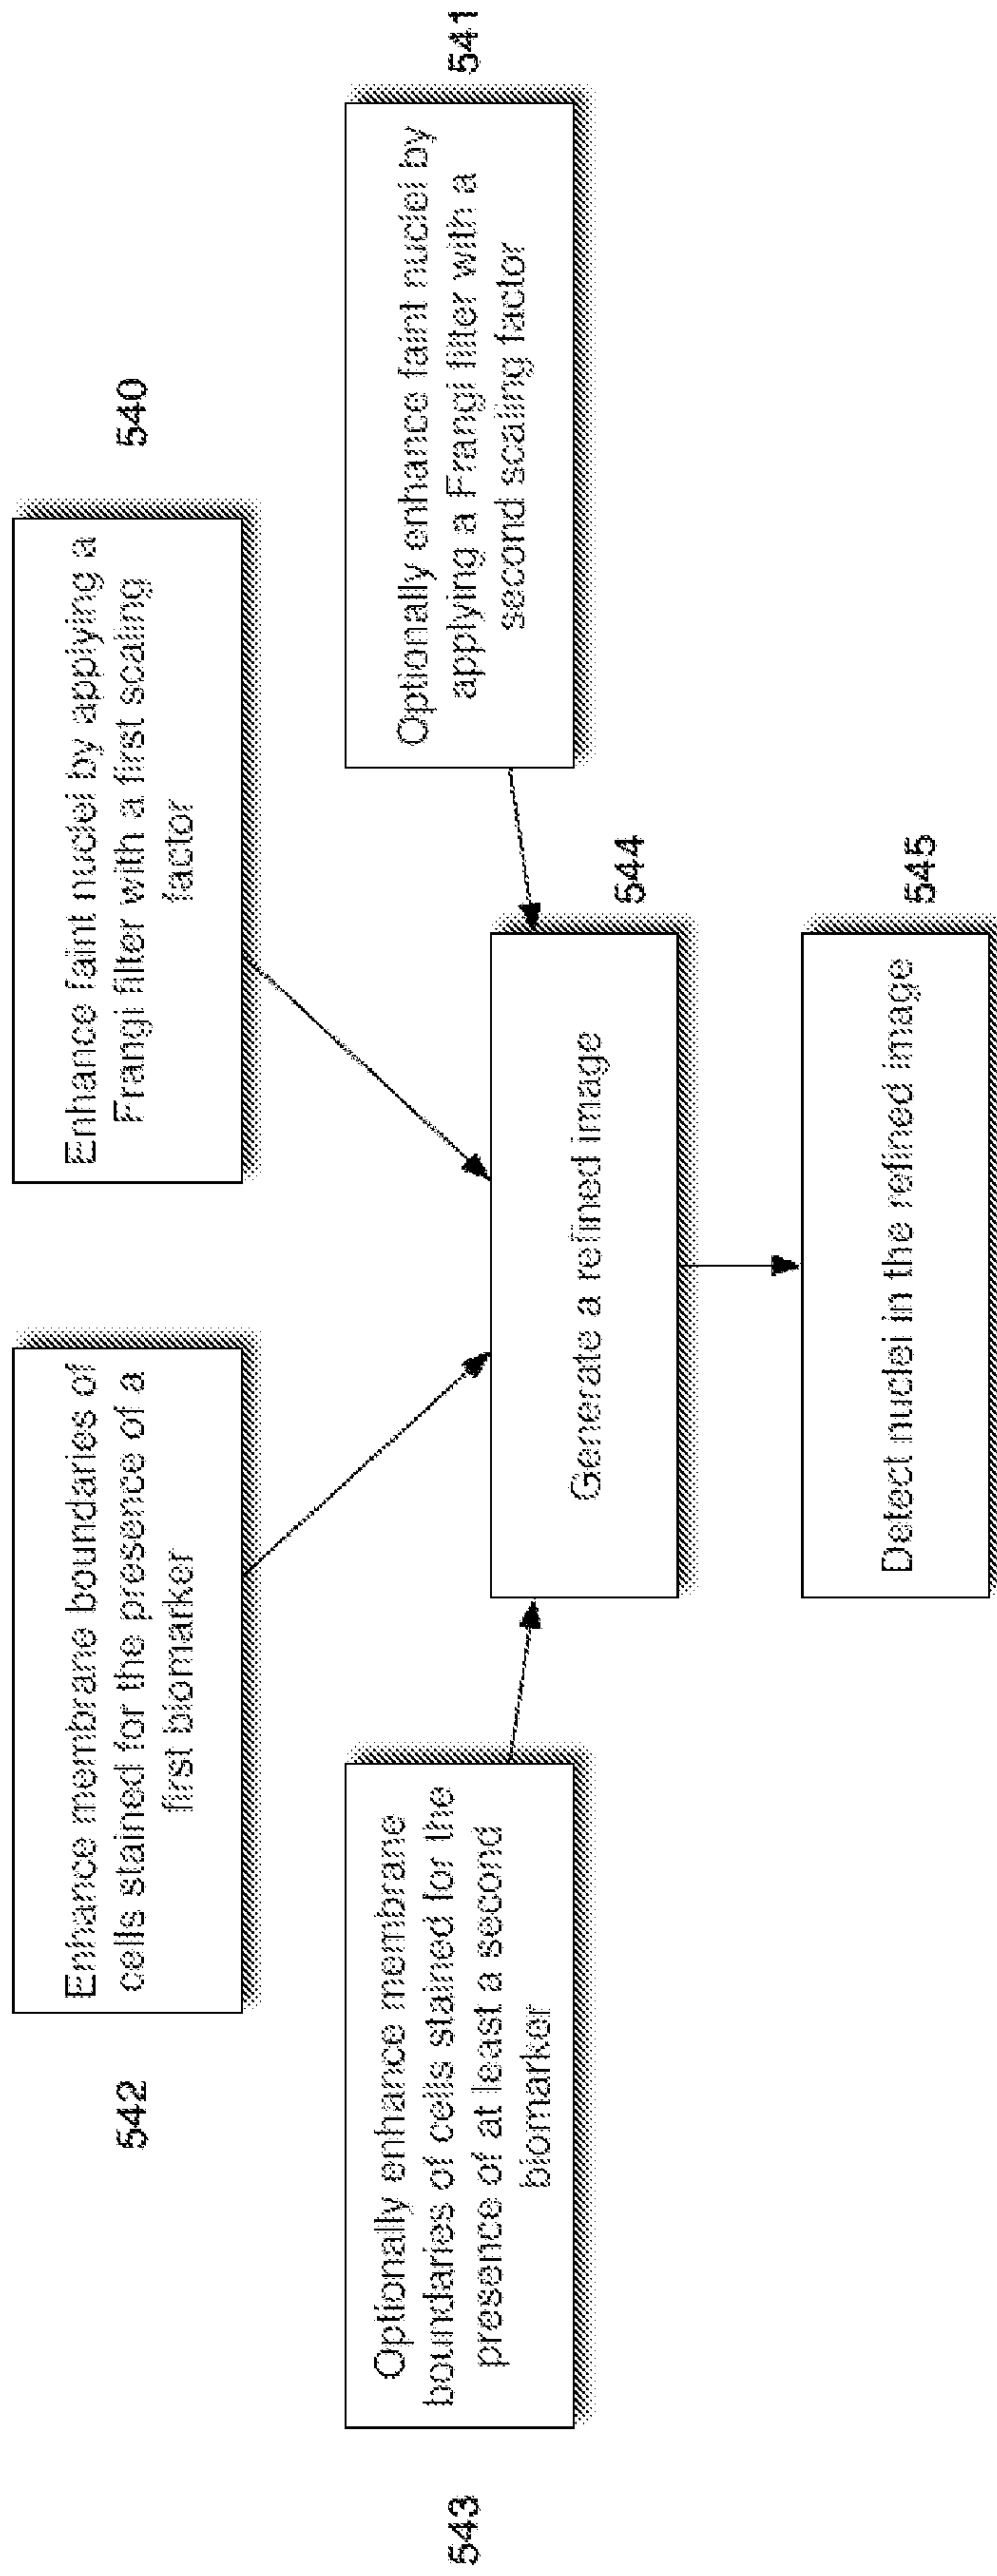 542
Enhance membrane boundaries of
cells stained for the presence of a
first biomarker
Enhance faint nuclei by applying a
Frangi filter with a first scaling
factor
540
543
Optionally enhance membrane
boundaries of cells stained for the
presence of at least a second
biomarker
Optionally enhance faint nuclei by
applying a Frangi filter with a
second scaling factor
541
Generate a refined image
544
Detect nuclei in the refined image
545